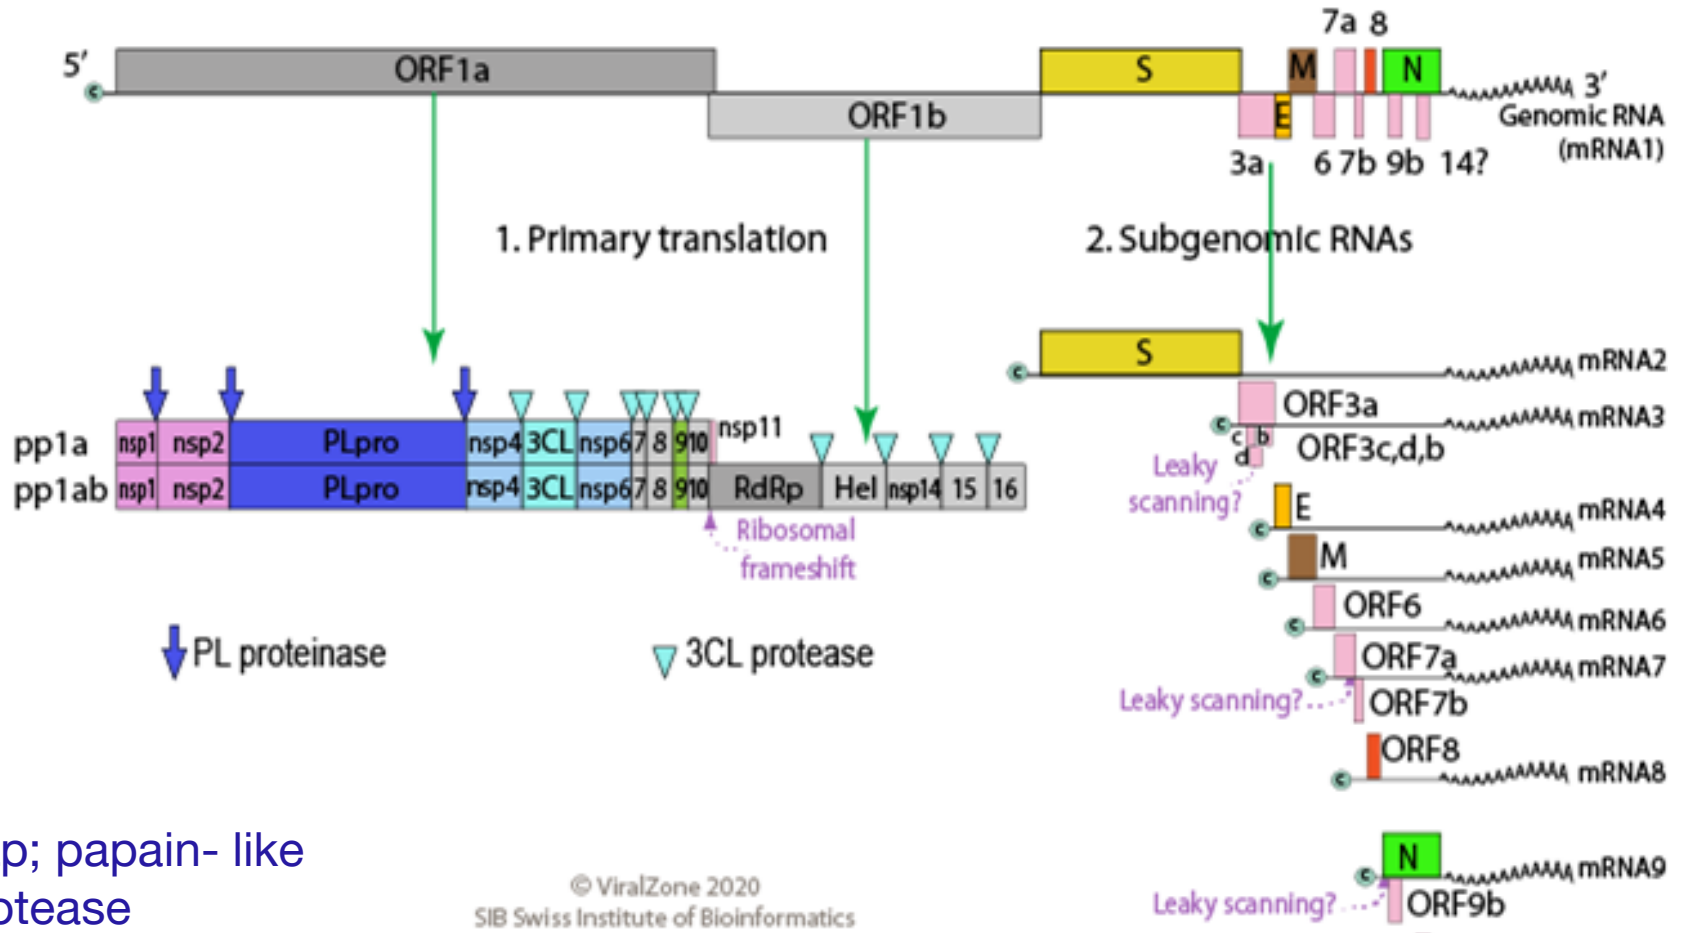 7a 8
5′ ORF1a S M N 3′
c
ORF1b E Genomic RNA
(mRNA1)
3a 6 7b 9b 14?
1. Primary translation 2. Subgenomic RNAs
S mRNA2
c
ORF3a mRNA3
c
c b ORF3c,d,b
d
Leaky
scanning?
nsp11
pp1a nsp1 nsp2 PLpro nsp4 3CL nsp6 7 8 9 10
pp1ab nsp1 nsp2 PLpro nsp4 3CL nsp6 7 8 9 10 RdRp Hel nsp14 15 16
Ribosomal
frameshift
E mRNA4
c
M mRNA5
c
ORF6 mRNA6
c
ORF7a mRNA7
c
Leaky scanning? ORF7b
ORF8
c mRNA8
N mRNA9
c
Leaky scanning? ORF9b
PL proteinase 3CL protease
p; papain- like
otease
© ViralZone 2020
SIB Swiss Institute of Bioinformatics